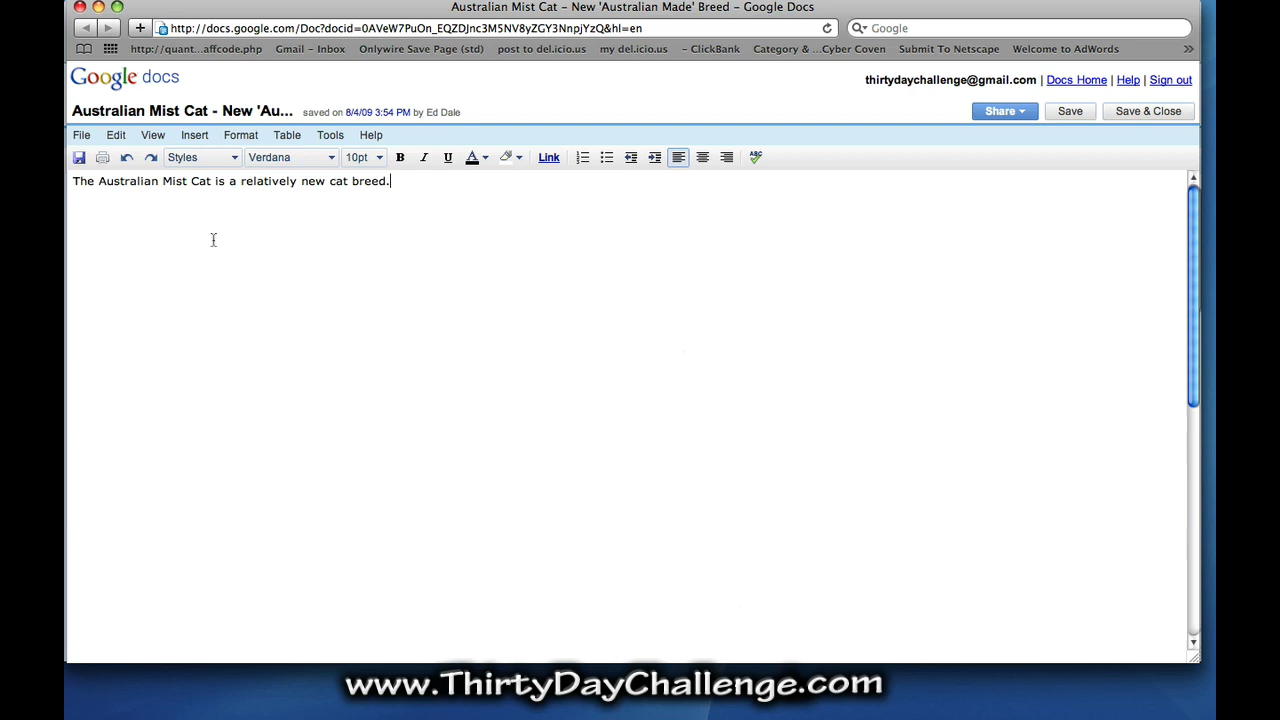 Australian Mist Cat - New 'Australian Made' Breed - Google Docs
http://docs.google.com/Doc?docid=0AVeW7PuOn_EQZDJnc3M5NV8yZGY3NnpjYzQ&hl=en
Google
http://quant...affcode.php Gmail - Inbox Onlywire Save Page (std) post to del.icio.us my del.icio.us - ClickBank Category & ...Cyber Coven Submit To Netscape Welcome to AdWords »
Google docs
thirtydaychallenge@gmail.com | Docs Home | Help | Sign out
Australian Mist Cat - New 'Au... saved on 8/4/09 3:54 PM by Ed Dale Share Save Save & Close
File Edit View Insert Format Table Tools Help
Styles Verdana 10pt B I U A Link ABC
The Australian Mist Cat is a relatively new cat breed.
www.ThirtyDayChallenge.com